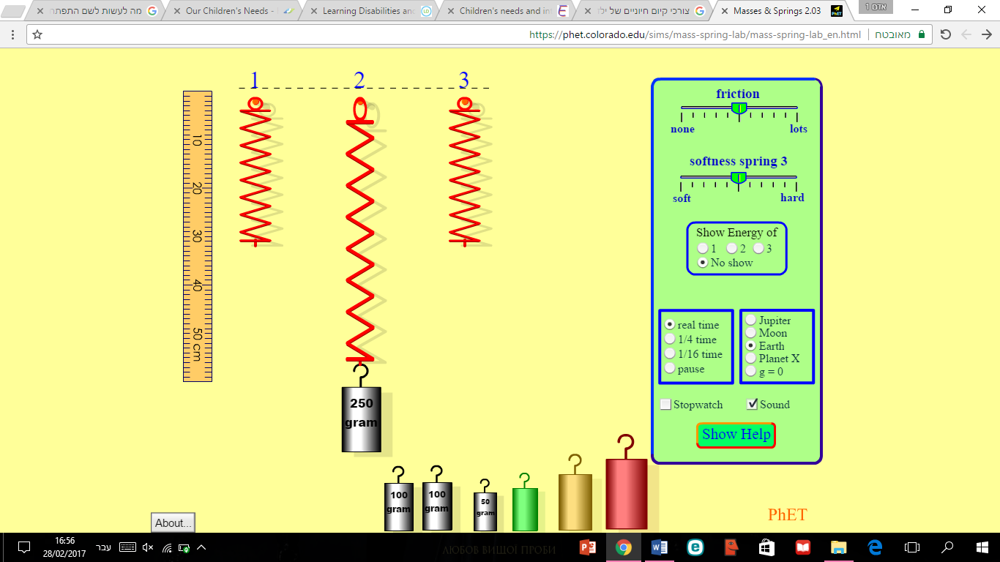 מה לעשות לשם התפתחו
Our Children's Needs -
Learning Disabilities an
Children's needs and in
צורכי קיום חיוניים של ילד
Masses & Springs 2.03
אדם 1
https://phet.colorado.edu/sims/mass-spring-lab/mass-spring-lab_en.html
מאובטח
1
2
3
10
20
30
40
50 cm
250
gram
100
gram
100
gram
50
gram
friction
none
lots
softness spring 3
soft
hard
Show Energy of
1 2 3
No show
real time
1/4 time
1/16 time
pause
Jupiter
Moon
Earth
Planet X
g = 0
Stopwatch
Sound
Show Help
PhET
About...
16:56
28/02/2017
עבר
ЛЮБОВ ВИЩОЇ ПРОБИ